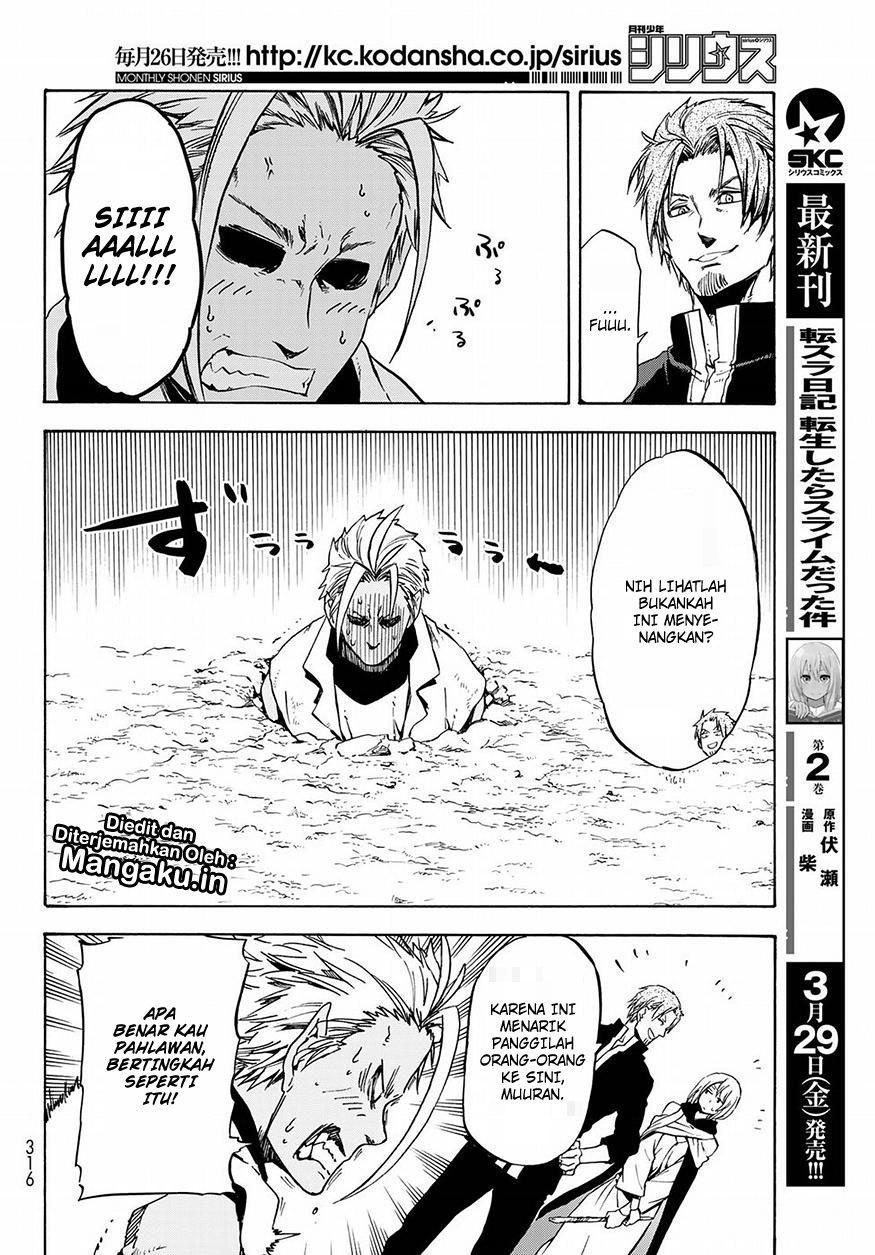 毎月26日発売!!! http://kc.kodansha.co.jp/sirius
MONTHLY SHONEN SIRIUS
月刊少年
シリウス
SKC
シリウスコミックス
最新刊
転スラ日記 転生したらスライムだった件
第2巻
原作 伏瀬
漫画 柴
3月29日(金)発売!!!
...
FUUU.
ぷる
ぷる
SIIII
AAALLL
LLLL!!!
NIH LIHATLAH
BUKANKAH
INI MENYE-
NANGKAN?
ず
ラァ
ラァ
Diedit dan
Diterjemahkan Oleh :
Mangaku.in
KARENA INI
MENARIK
PANGGILAH
ORANG-ORANG
KE SINI,
MUURAN.
APA
BENAR KAU
PAHLAWAN,
BERTINGKAH
SEPERTI
ITU!
316